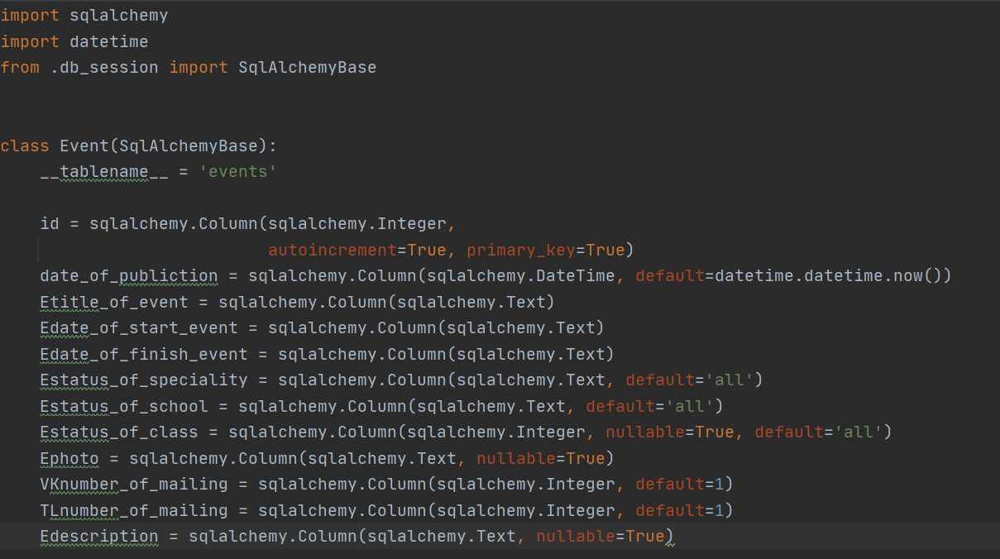 import sqlalchemy
import datetime
from .db_session import SqlAlchemyBase
class Event(SqlAlchemyBase):
    __tablename__ = 'events'
    id = sqlalchemy.Column(sqlalchemy.Integer,
                           autoincrement=True, primary_key=True)
    date_of_publiction = sqlalchemy.Column(sqlalchemy.DateTime, default=datetime.datetime.now())
    Etitle_of_event = sqlalchemy.Column(sqlalchemy.Text)
    Edate_of_start_event = sqlalchemy.Column(sqlalchemy.Text)
    Edate_of_finish_event = sqlalchemy.Column(sqlalchemy.Text)
    Estatus_of_speciality = sqlalchemy.Column(sqlalchemy.Text, default='all')
    Estatus_of_school = sqlalchemy.Column(sqlalchemy.Text, default='all')
    Estatus_of_class = sqlalchemy.Column(sqlalchemy.Integer, nullable=True, default='all')
    Ephoto = sqlalchemy.Column(sqlalchemy.Text, nullable=True)
    VKnumber_of_mailing = sqlalchemy.Column(sqlalchemy.Integer, default=1)
    TLnumber_of_mailing = sqlalchemy.Column(sqlalchemy.Integer, default=1)
    Edescription = sqlalchemy.Column(sqlalchemy.Text, nullable=True)